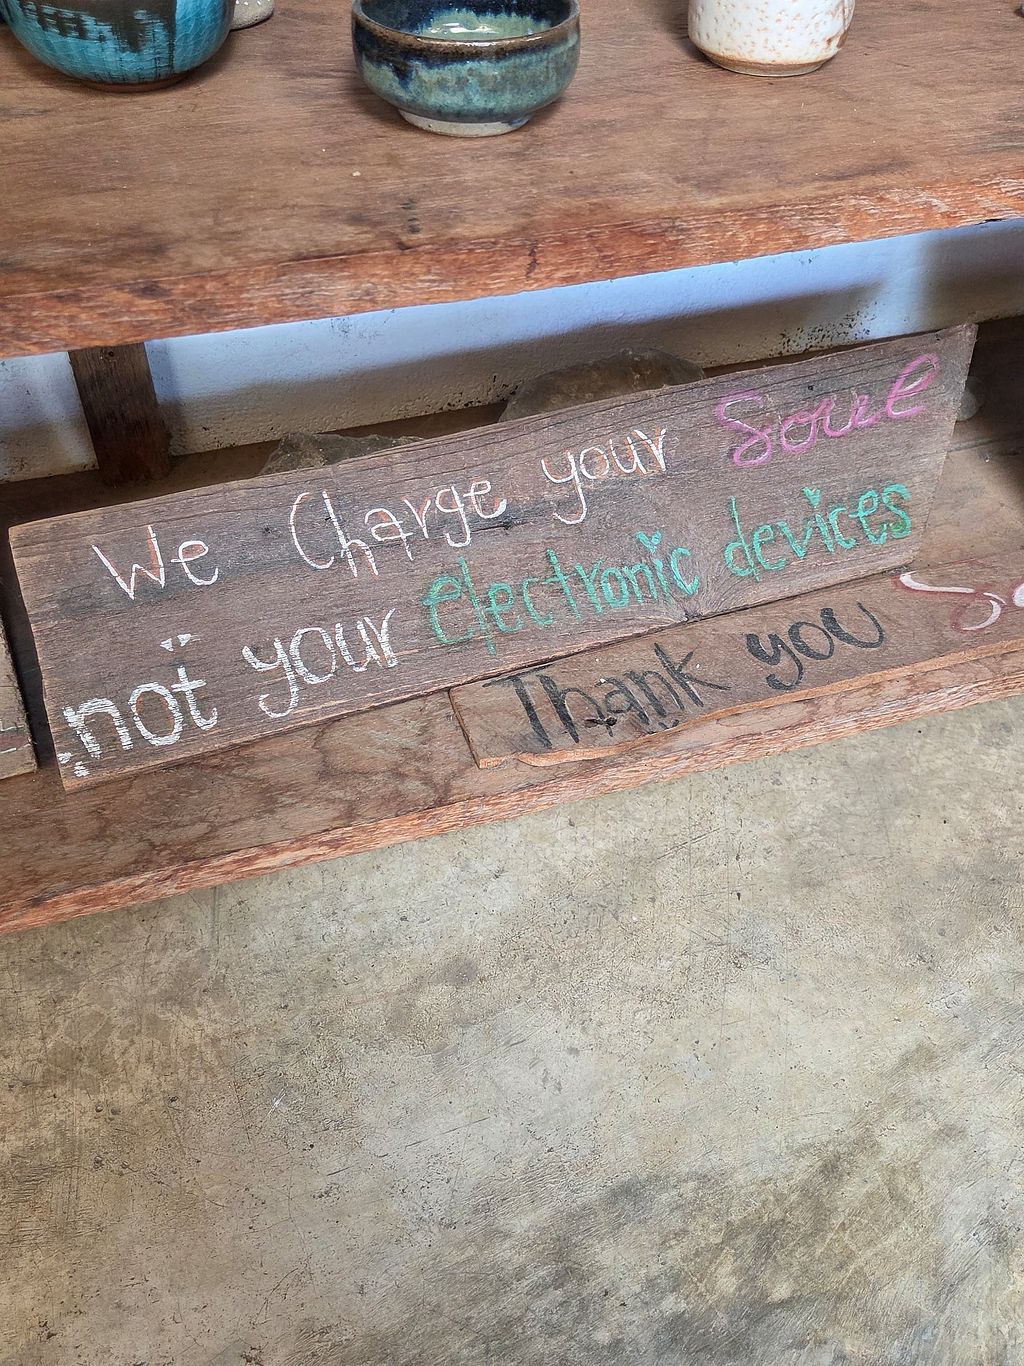 We Charge your Soul
not your electronic devices
Thank you